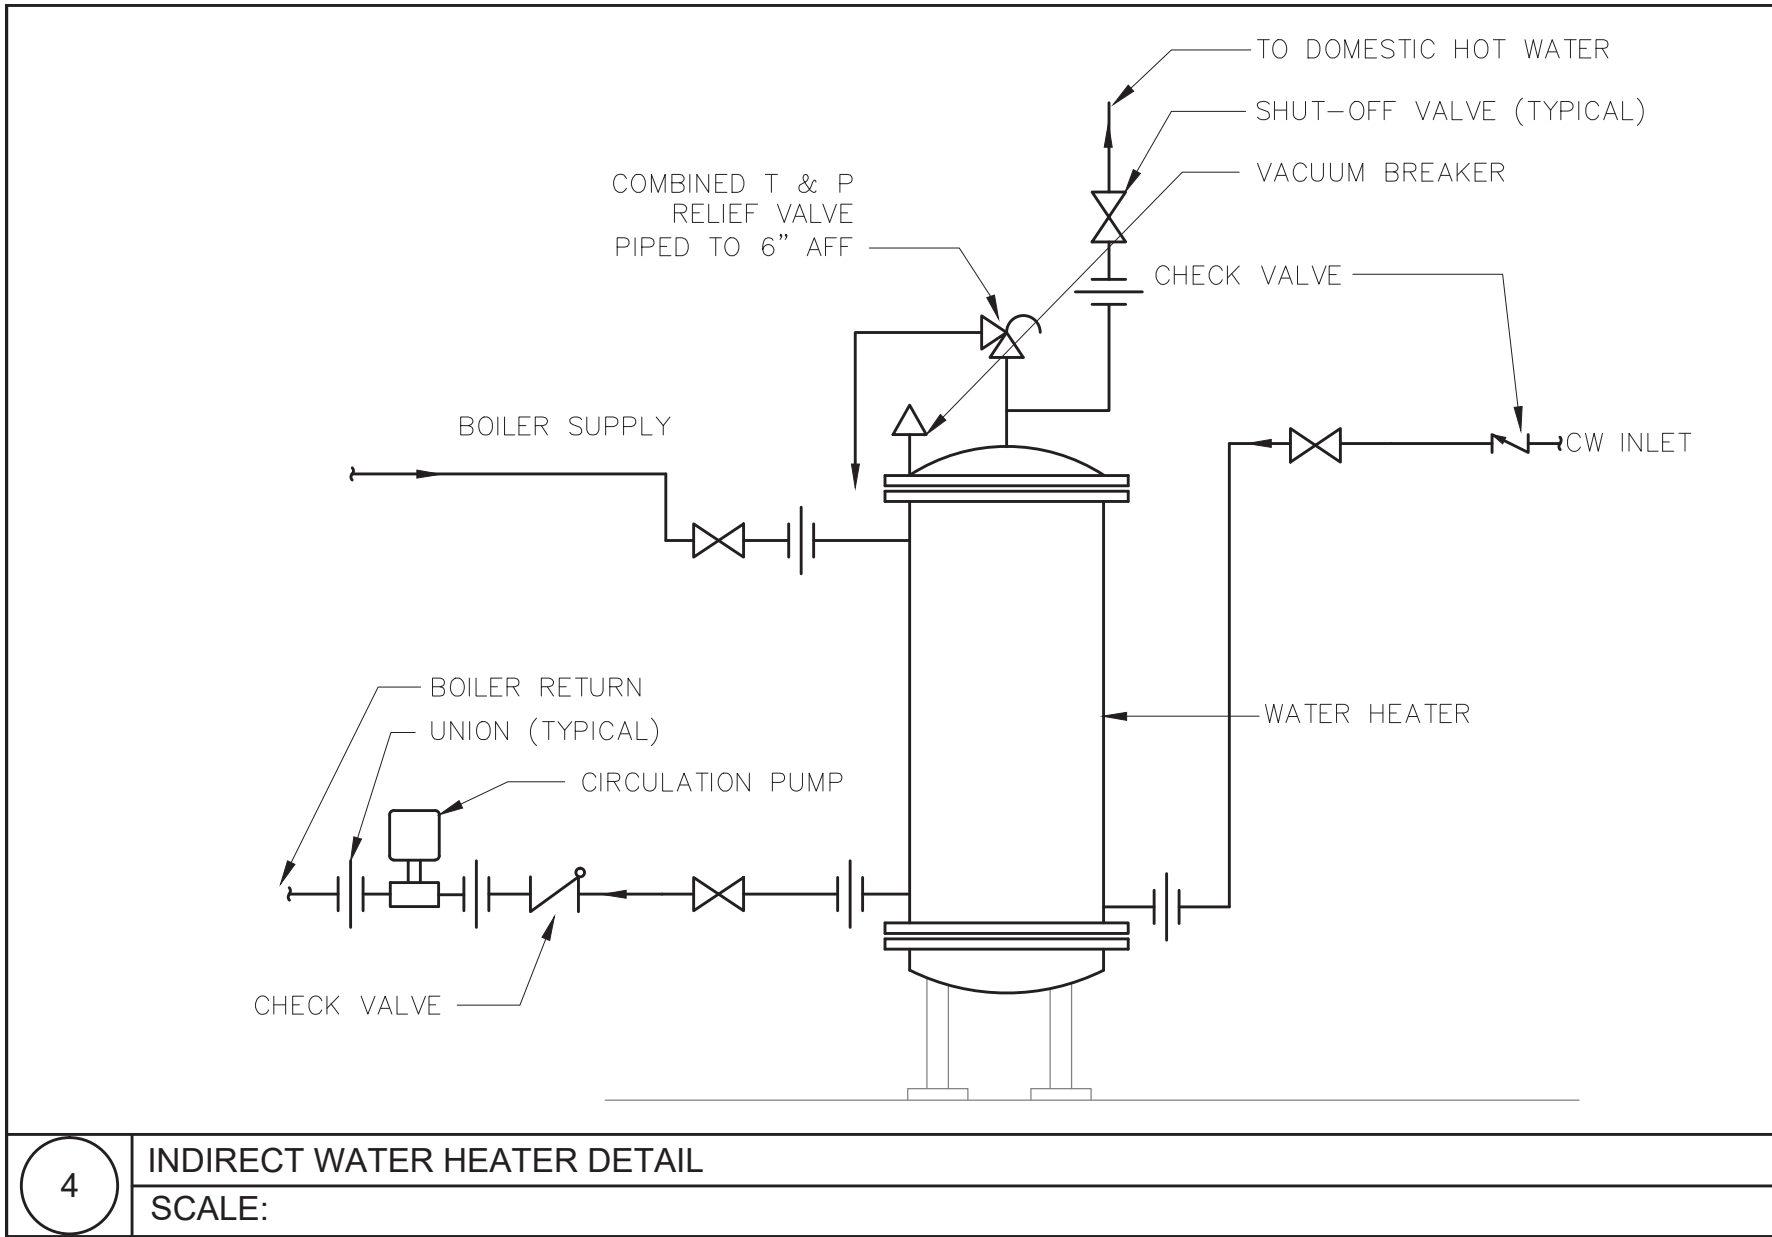 TO DOMESTIC HOT WATER
SHUT-OFF VALVE (TYPICAL)
VACUUM BREAKER
COMBINED T & P
RELIEF VALVE
PIPED TO 6” AFF
CHECK VALVE
BOILER SUPPLY
CW INLET
BOILER RETURN
UNION (TYPICAL)
WATER HEATER
CIRCULATION PUMP
CHECK VALVE
4
INDIRECT WATER HEATER DETAIL
SCALE: